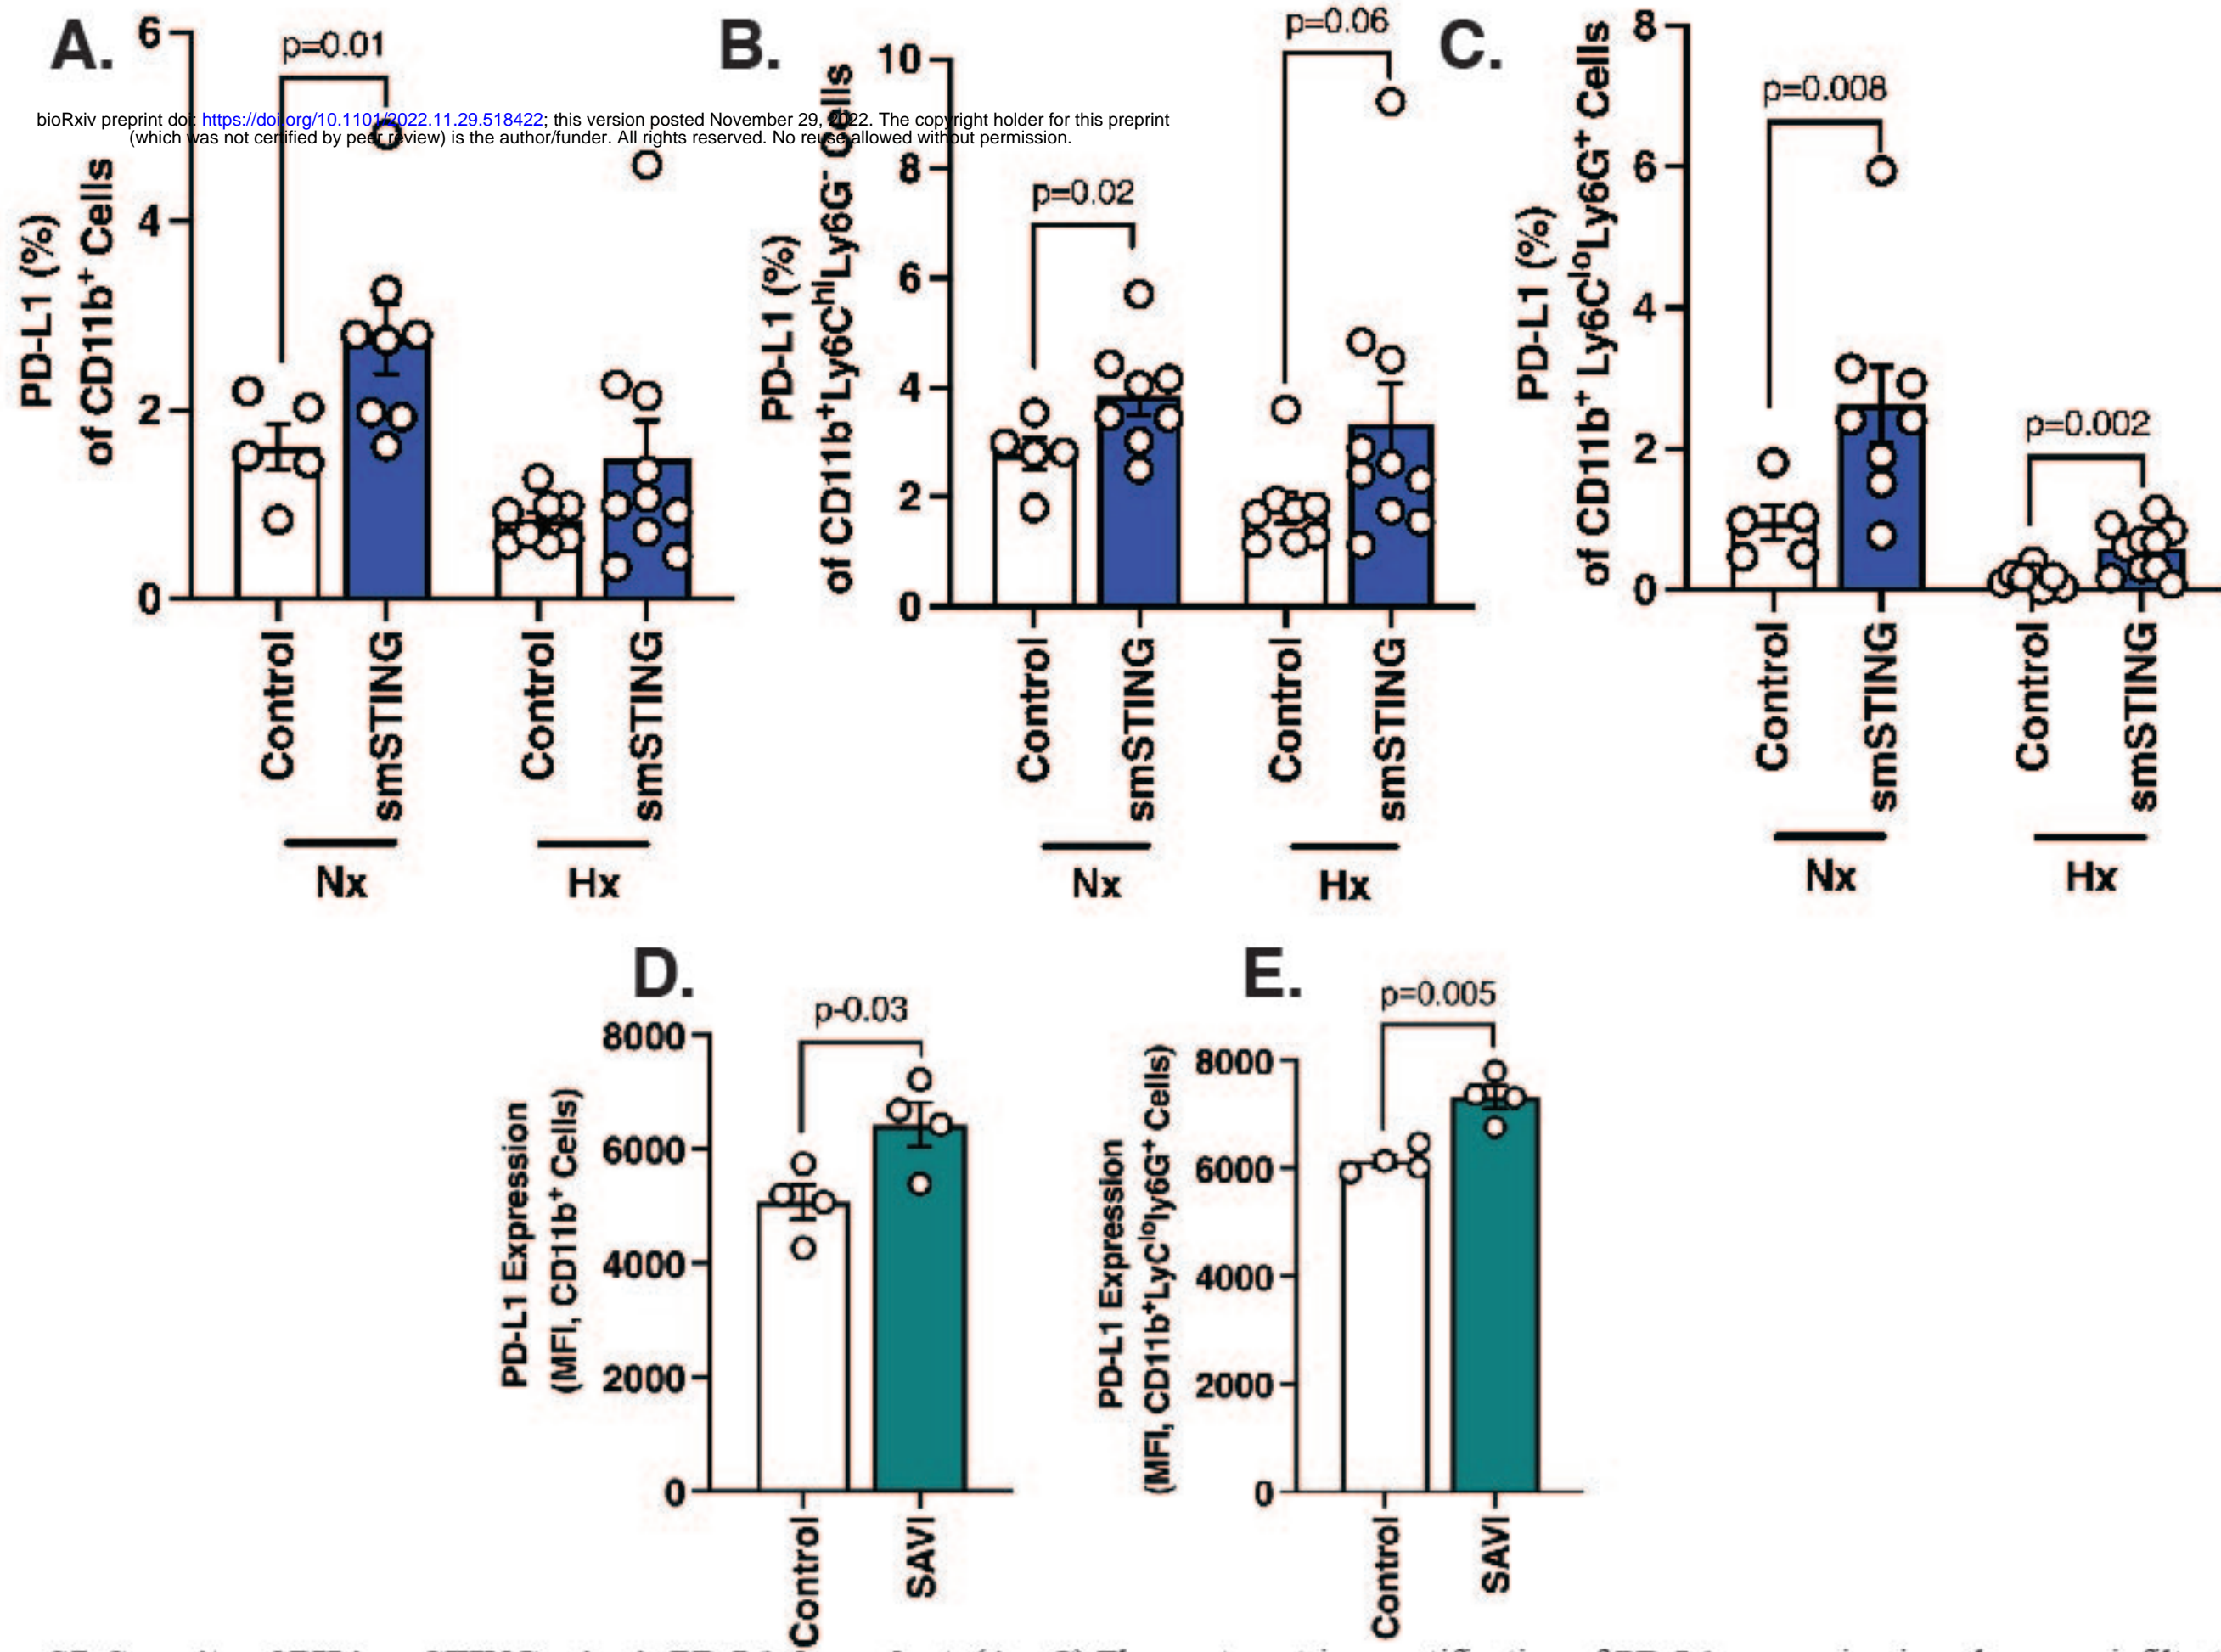 A.
p=0.01
6
4
2
0
PD-L1 (%)
of CD11b⁺ Cells
Control
smSTING
Control
smSTING
Nx
Hx
bioRxiv preprint doi: https://doi.org/10.1101/2022.11.29.518422; this version posted November 29, 2022. The copyright holder for this preprint
(which was not certified by peer review) is the author/funder. All rights reserved. No reuse allowed without permission.
B.
p=0.02
p=0.06
10
8
6
4
2
0
PD-L1 (%)
of CD11b⁺Ly6CʰⁱLy6G⁻ Cells
Control
smSTING
Control
smSTING
Nx
Hx
C.
p=0.008
p=0.002
8
6
4
2
0
PD-L1 (%)
of CD11b⁺ Ly6CˡᵒLy6G⁺ Cells
Control
smSTING
Control
smSTING
Nx
Hx
D.
p-0.03
8000
6000
4000
2000
0
PD-L1 Expression
(MFI, CD11b⁺ Cells)
Control
SAVI
E.
p=0.005
8000
6000
4000
2000
0
PD-L1 Expression
(MFI, CD11b⁺LyCˡᵒly6G⁺ Cells)
Control
SAVI